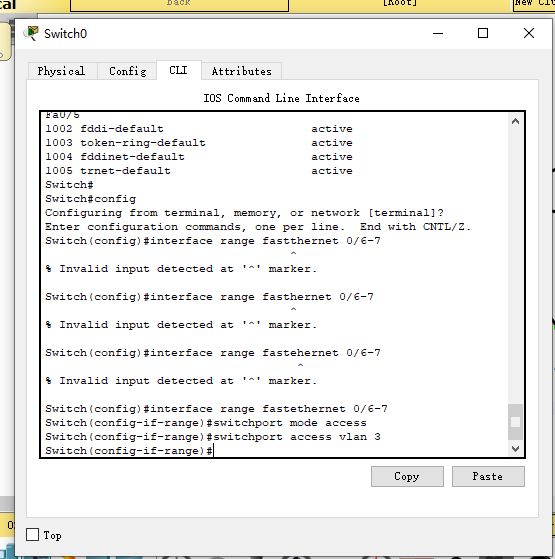 Back
[Root]
New Cl
Switch0
Physical
Config
CLI
Attributes
IOS Command Line Interface
Fa0/5
1002 fddi-default active
1003 token-ring-default active
1004 fddinet-default active
1005 trnet-default active
Switch#
Switch#config
Configuring from terminal, memory, or network [terminal]?
Enter configuration commands, one per line. End with CNTL/Z.
Switch(config)#interface range fastthernet 0/6-7
^
% Invalid input detected at '^' marker.
Switch(config)#interface range fasthernet 0/6-7
^
% Invalid input detected at '^' marker.
Switch(config)#interface range fastehernet 0/6-7
^
% Invalid input detected at '^' marker.
Switch(config)#interface range fastethernet 0/6-7
Switch(config-if-range)#switchport mode access
Switch(config-if-range)#switchport access vlan 3
Switch(config-if-range)#
Copy
Paste
Top